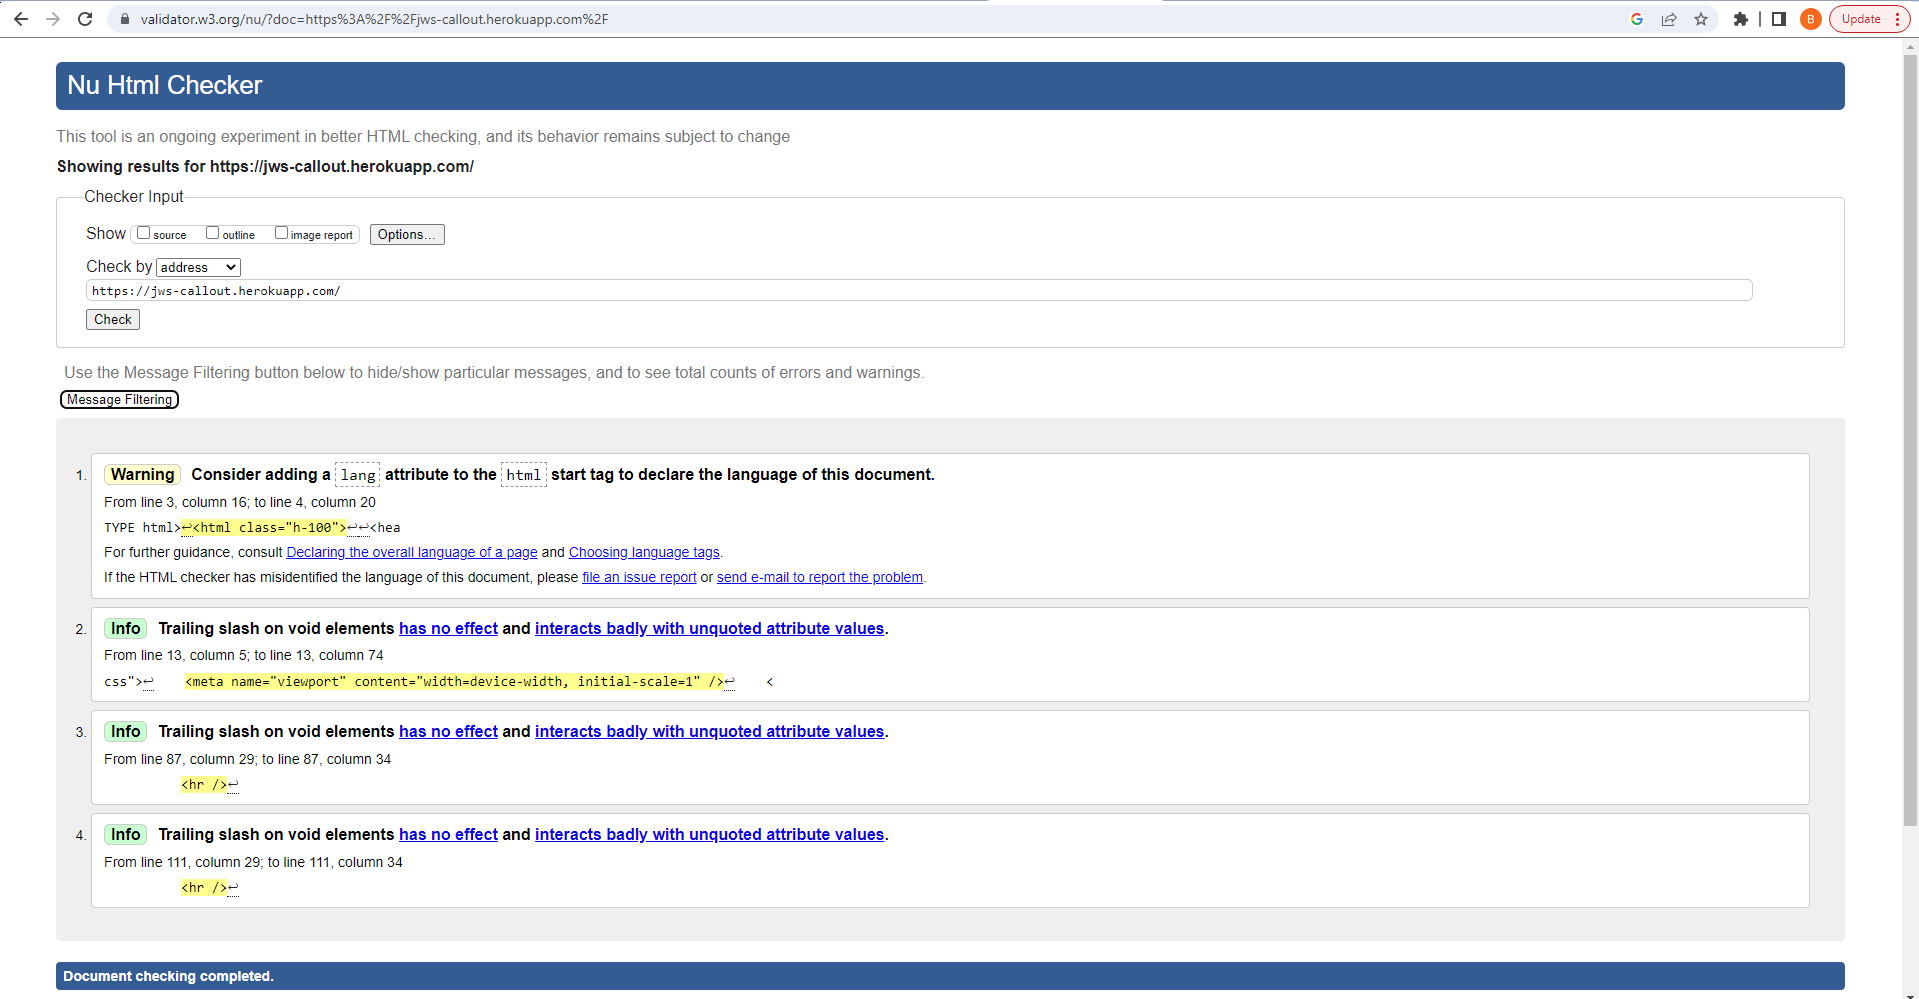 validator.w3.org/nu/?doc=https%3A%2F%2Fjws-callout.herokuapp.com%2F
B
Update
Nu Html Checker
This tool is an ongoing experiment in better HTML checking, and its behavior remains subject to change
Showing results for https://jws-callout.herokuapp.com/
Checker Input
Show source outline image report Options...
Check by address
https://jws-callout.herokuapp.com/
Check
Use the Message Filtering button below to hide/show particular messages, and to see total counts of errors and warnings.
Message Filtering
1. Warning Consider adding a lang attribute to the html start tag to declare the language of this document.
From line 3, column 16; to line 4, column 20
TYPE html>↩<html class="h-100">↩↩<hea
For further guidance, consult Declaring the overall language of a page and Choosing language tags.
If the HTML checker has misidentified the language of this document, please file an issue report or send e-mail to report the problem.
2. Info Trailing slash on void elements has no effect and interacts badly with unquoted attribute values.
From line 13, column 5; to line 13, column 74
css">↩ <meta name="viewport" content="width=device-width, initial-scale=1" />↩ <
3. Info Trailing slash on void elements has no effect and interacts badly with unquoted attribute values.
From line 87, column 29; to line 87, column 34
<hr />↩
4. Info Trailing slash on void elements has no effect and interacts badly with unquoted attribute values.
From line 111, column 29; to line 111, column 34
<hr />↩
Document checking completed.